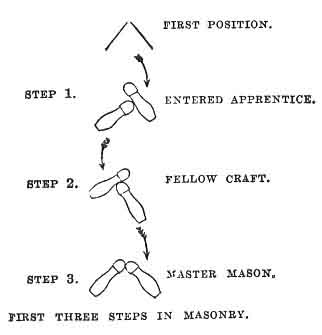 FIRST POSITION.
STEP 1. ENTERED APPRENTICE.
STEP 2. FELLOW CRAFT.
STEP 3. MASTER MASON.
FIRST THREE STEPS IN MASONRY.